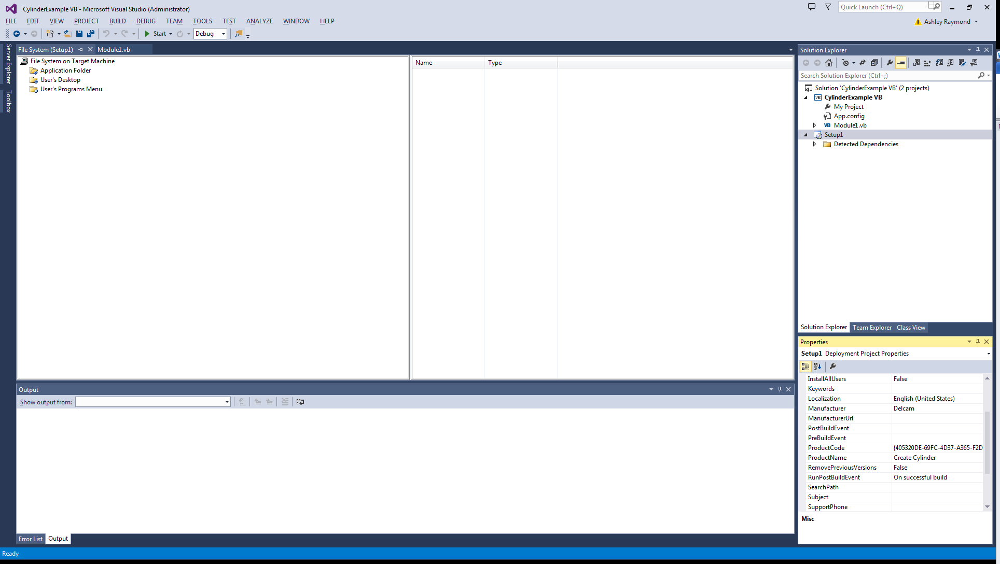 CylinderExample VB - Microsoft Visual Studio (Administrator)
Quick Launch (Ctrl+Q)
FILE EDIT VIEW PROJECT BUILD DEBUG TEAM TOOLS TEST ANALYZE WINDOW HELP
Ashley Raymond
Start Debug
Server Explorer
Toolbox
File System (Setup1) Module1.vb
File System on Target Machine
Application Folder
User's Desktop
User's Programs Menu
Name Type
Solution Explorer
Search Solution Explorer (Ctrl+;)
Solution 'CylinderExample VB' (2 projects)
VB CylinderExample VB
My Project
App.config
VB Module1.vb
Setup1
Detected Dependencies
Solution Explorer Team Explorer Class View
Properties
Setup1 Deployment Project Properties
InstallAllUsers False
Keywords
Localization English (United States)
Manufacturer Delcam
ManufacturerUrl
PostBuildEvent
PreBuildEvent
ProductCode {405320DE-69FC-4D37-A365-F2D
ProductName Create Cylinder
RemovePreviousVersions False
RunPostBuildEvent On successful build
SearchPath
Subject
SupportPhone
Misc
Output
Show output from:
Error List Output
Ready